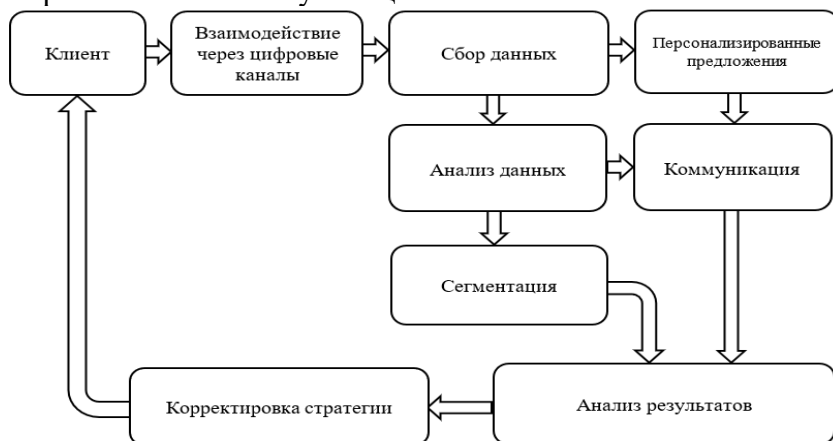 Клиент
Взаимодействие
через цифровые
каналы
Сбор данных
Персонализированные
предложения
Анализ данных
Коммуникация
Сегментация
Корректировка стратегии
Анализ результатов